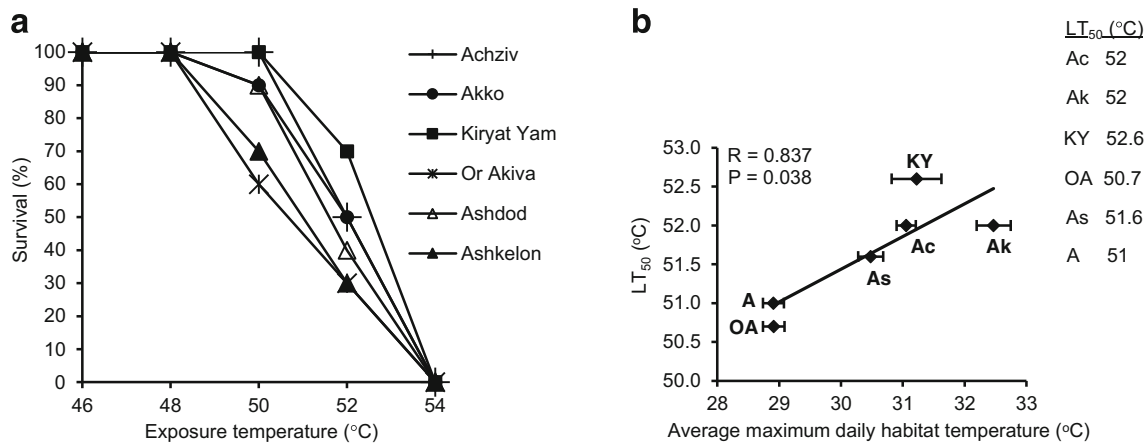 a
100
90
80
70
60
50
40
30
20
10
0
Survival (%)
46 48 50 52 54
Exposure temperature (°C)
Achziv
Akko
Kiryat Yam
Or Akiva
Ashdod
Ashkelon
b
R = 0.837
P = 0.038
53.0
52.5
52.0
51.5
51.0
50.5
50.0
LT50 (°C)
KY
Ac
Ak
As
A
OA
28 29 30 31 32 33
Average maximum daily habitat temperature (°C)
LT50 (°C)
Ac 52
Ak 52
KY 52.6
OA 50.7
As 51.6
A 51